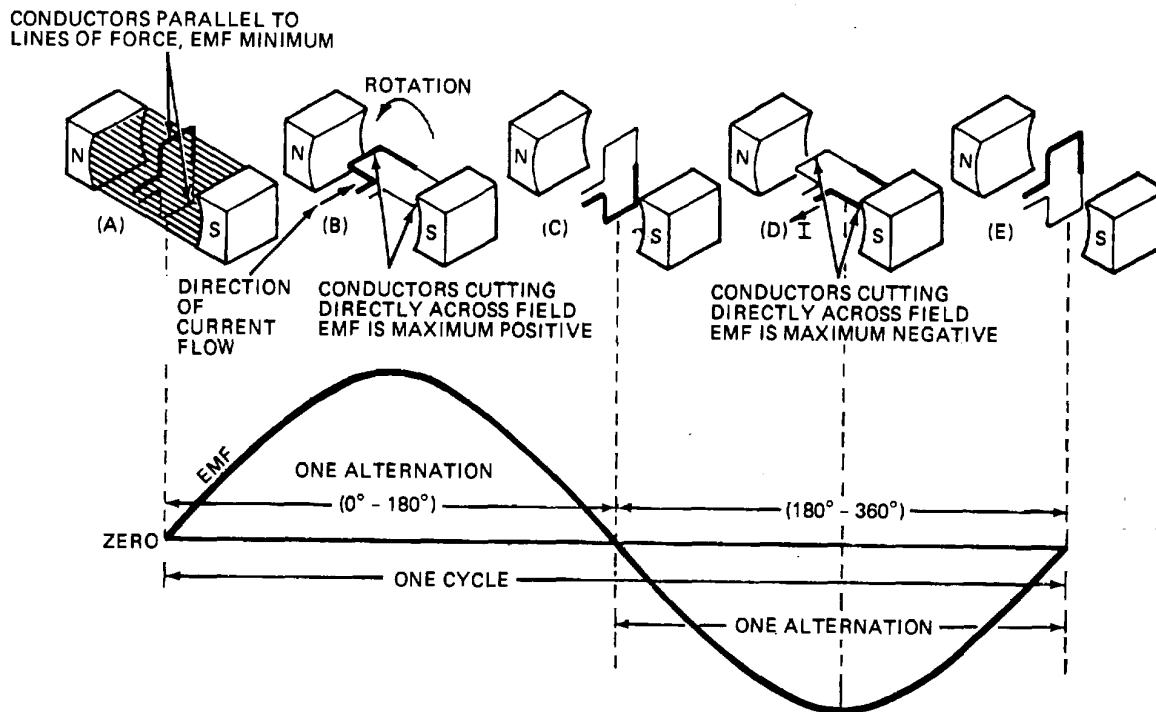 CONDUCTORS PARALLEL TO
LINES OF FORCE, EMF MINIMUM
ROTATION
N
S
(A)
N
S
(B)
N
S
(C)
N
S
(D) I
N
S
(E)
DIRECTION
OF
CURRENT
FLOW
CONDUCTORS CUTTING
DIRECTLY ACROSS FIELD
EMF IS MAXIMUM POSITIVE
CONDUCTORS CUTTING
DIRECTLY ACROSS FIELD
EMF IS MAXIMUM NEGATIVE
EMF
ONE ALTERNATION
(0° - 180°)
(180° - 360°)
ZERO
ONE CYCLE
ONE ALTERNATION